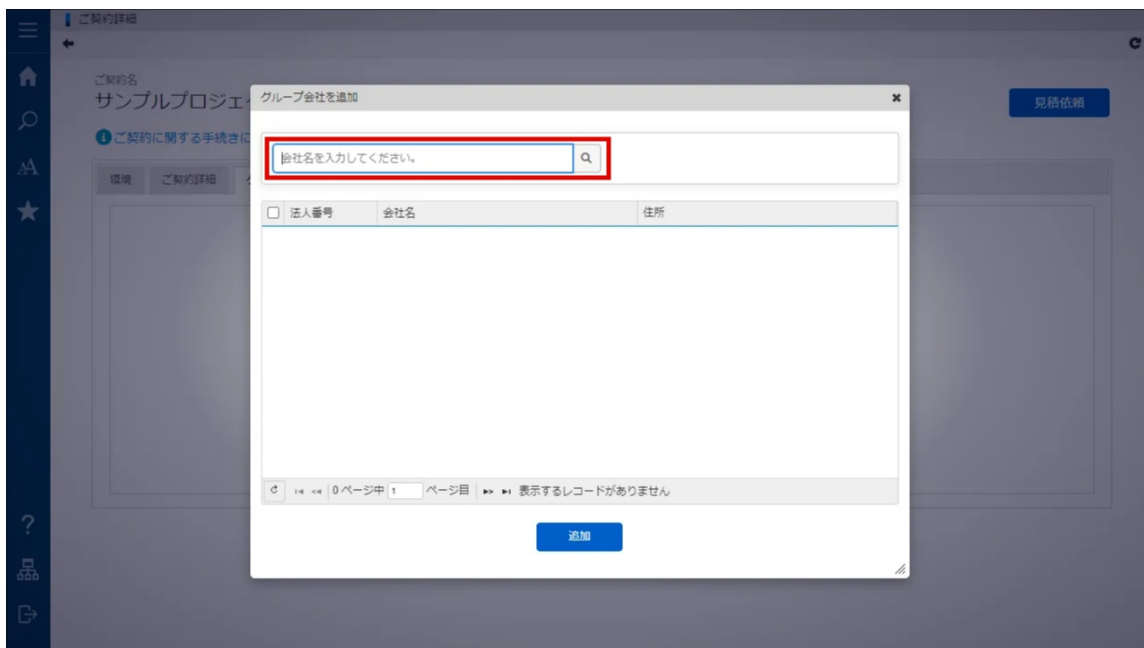 ご契約詳細
ご契約名
サンプルプロジェ
見積依頼
ご契約に関する手続きに
環境 ご契約詳細
グループ会社を追加
会社名を入力してください。
法人番号 会社名 住所
0 ページ中 1 ページ目 表示するレコードがありません
追加